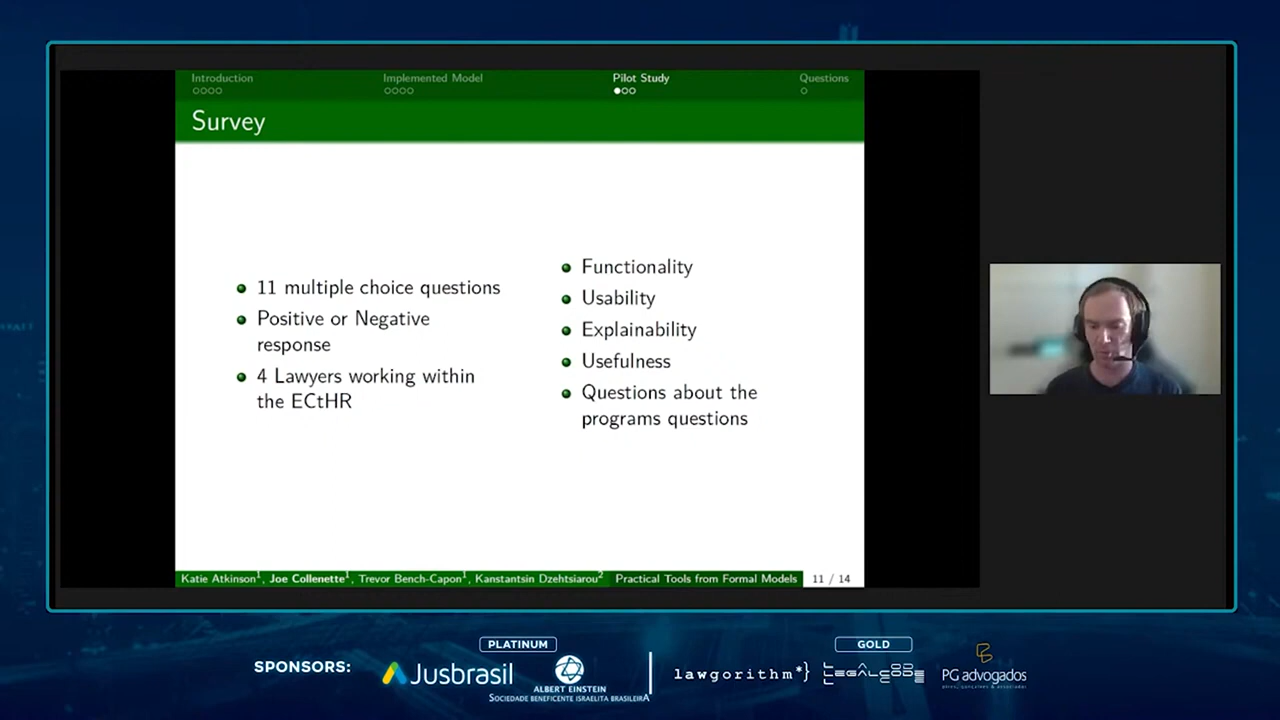 Introduction
Implemented Model
Pilot Study
Questions
Survey
11 multiple choice questions
Positive or Negative
response
4 Lawyers working within
the ECtHR
Functionality
Usability
Explainability
Usefulness
Questions about the
programs questions
Katie Atkinson1, Joe Collenette1, Trevor Bench-Capon1, Kanstantsin Dzehtsiarou2
Practical Tools from Formal Models
11 / 14
SPONSORS:
PLATINUM
Jusbrasil
ALBERT EINSTEIN
SOCIEDADE BENEFICENTE ISRAELITA BRASILEIRA
GOLD
lawgorithm*}
LEGALCODE
PG advogados